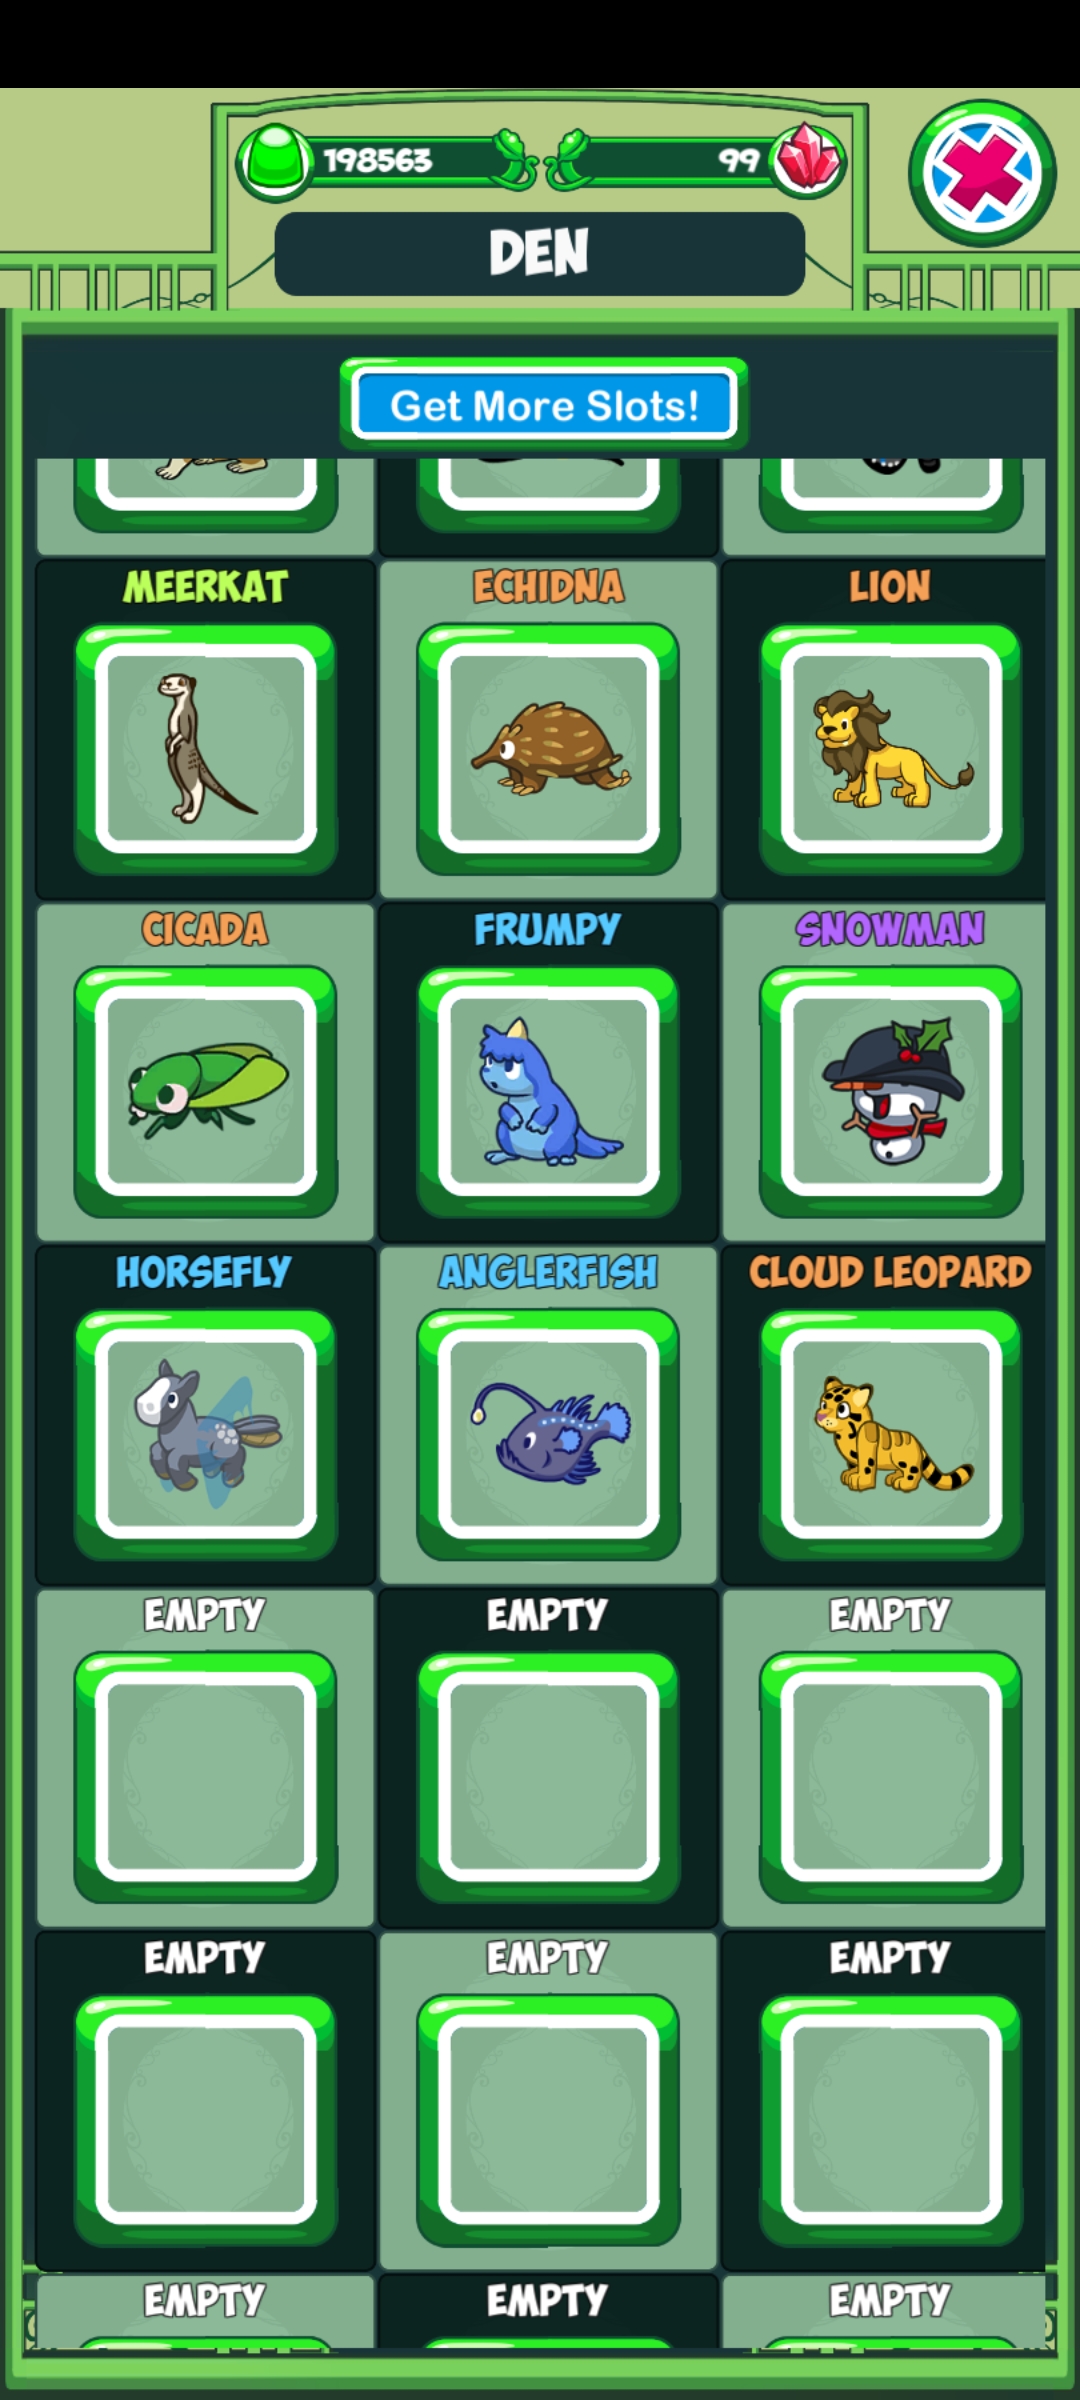 198563 99
DEN
Get More Slots!
MEERKAT ECHIDNA LION
CICADA FRUMPY SNOWMAN
HORSEFLY ANGLERFISH CLOUD LEOPARD
EMPTY EMPTY EMPTY
EMPTY EMPTY EMPTY
EMPTY EMPTY EMPTY